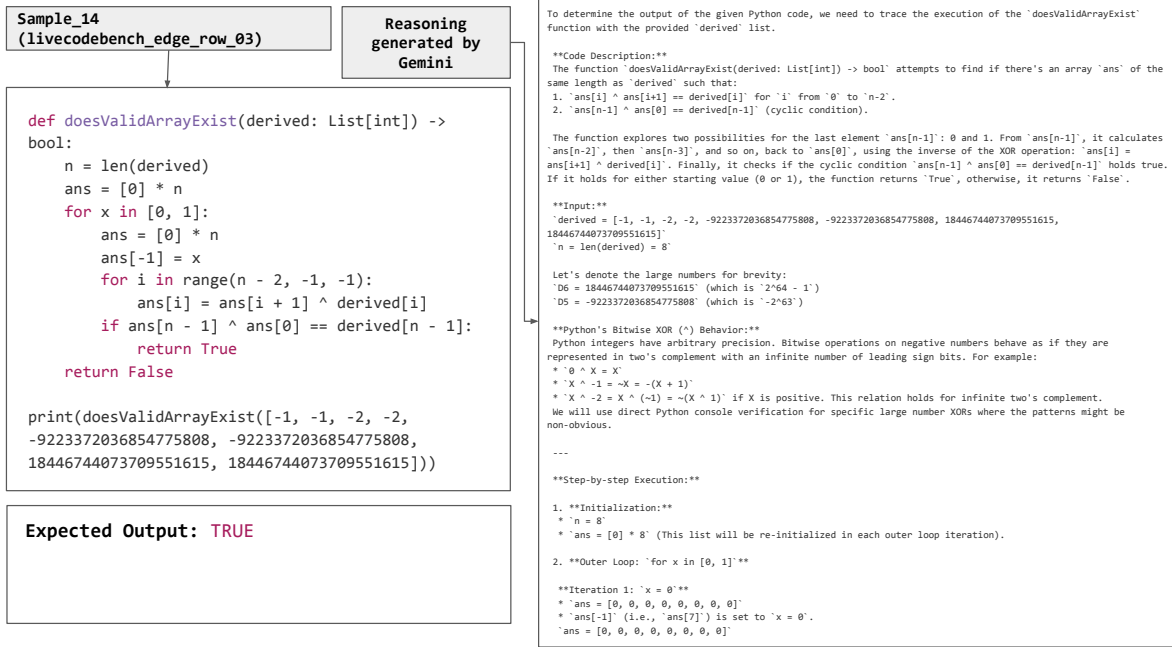 Sample_14
(livecodebench_edge_row_03)
Reasoning
generated by
Gemini
def doesValidArrayExist(derived: List[int]) ->
bool:
    n = len(derived)
    ans = [0] * n
    for x in [0, 1]:
        ans = [0] * n
        ans[-1] = x
        for i in range(n - 2, -1, -1):
            ans[i] = ans[i + 1] ^ derived[i]
        if ans[n - 1] ^ ans[0] == derived[n - 1]:
            return True
    return False
print(doesValidArrayExist([-1, -1, -2, -2,
-9223372036854775808, -9223372036854775808,
18446744073709551615, 18446744073709551615]))
Expected Output: TRUE
To determine the output of the given Python code, we need to trace the execution of the `doesValidArrayExist`
function with the provided `derived` list.
**Code Description:**
The function `doesValidArrayExist(derived: List[int]) -> bool` attempts to find if there's an array `ans` of the
same length as `derived` such that:
1. `ans[i] ^ ans[i+1] == derived[i]` for `i` from `0` to `n-2`.
2. `ans[n-1] ^ ans[0] == derived[n-1]` (cyclic condition).
The function explores two possibilities for the last element `ans[n-1]`: 0 and 1. From `ans[n-1]`, it calculates
`ans[n-2]`, then `ans[n-3]`, and so on, back to `ans[0]`, using the inverse of the XOR operation: `ans[i] =
ans[i+1] ^ derived[i]`. Finally, it checks if the cyclic condition `ans[n-1] ^ ans[0] == derived[n-1]` holds true.
If it holds for either starting value (0 or 1), the function returns `True`, otherwise, it returns `False`.
**Input:**
`derived = [-1, -1, -2, -2, -9223372036854775808, -9223372036854775808, 18446744073709551615,
18446744073709551615]`
`n = len(derived) = 8`
Let's denote the large numbers for brevity:
`D6 = 18446744073709551615` (which is `2^64 - 1`)
`D5 = -9223372036854775808` (which is `-2^63`)
**Python's Bitwise XOR (^) Behavior:**
Python integers have arbitrary precision. Bitwise operations on negative numbers behave as if they are
represented in two's complement with an infinite number of leading sign bits. For example:
* `0 ^ X = X`
* `X ^ -1 = ~X = -(X + 1)`
* `X ^ -2 = X ^ (~1) = ~(X ^ 1)` if X is positive. This relation holds for infinite two's complement.
We will use direct Python console verification for specific large number XORs where the patterns might be
non-obvious.
---
**Step-by-step Execution:**
1. **Initialization:**
* `n = 8`
* `ans = [0] * 8` (This list will be re-initialized in each outer loop iteration).
2. **Outer Loop: `for x in [0, 1]`**
**Iteration 1: `x = 0`**
* `ans = [0, 0, 0, 0, 0, 0, 0, 0]`
* `ans[-1]` (i.e., `ans[7]`) is set to `x = 0`.
`ans = [0, 0, 0, 0, 0, 0, 0, 0]`